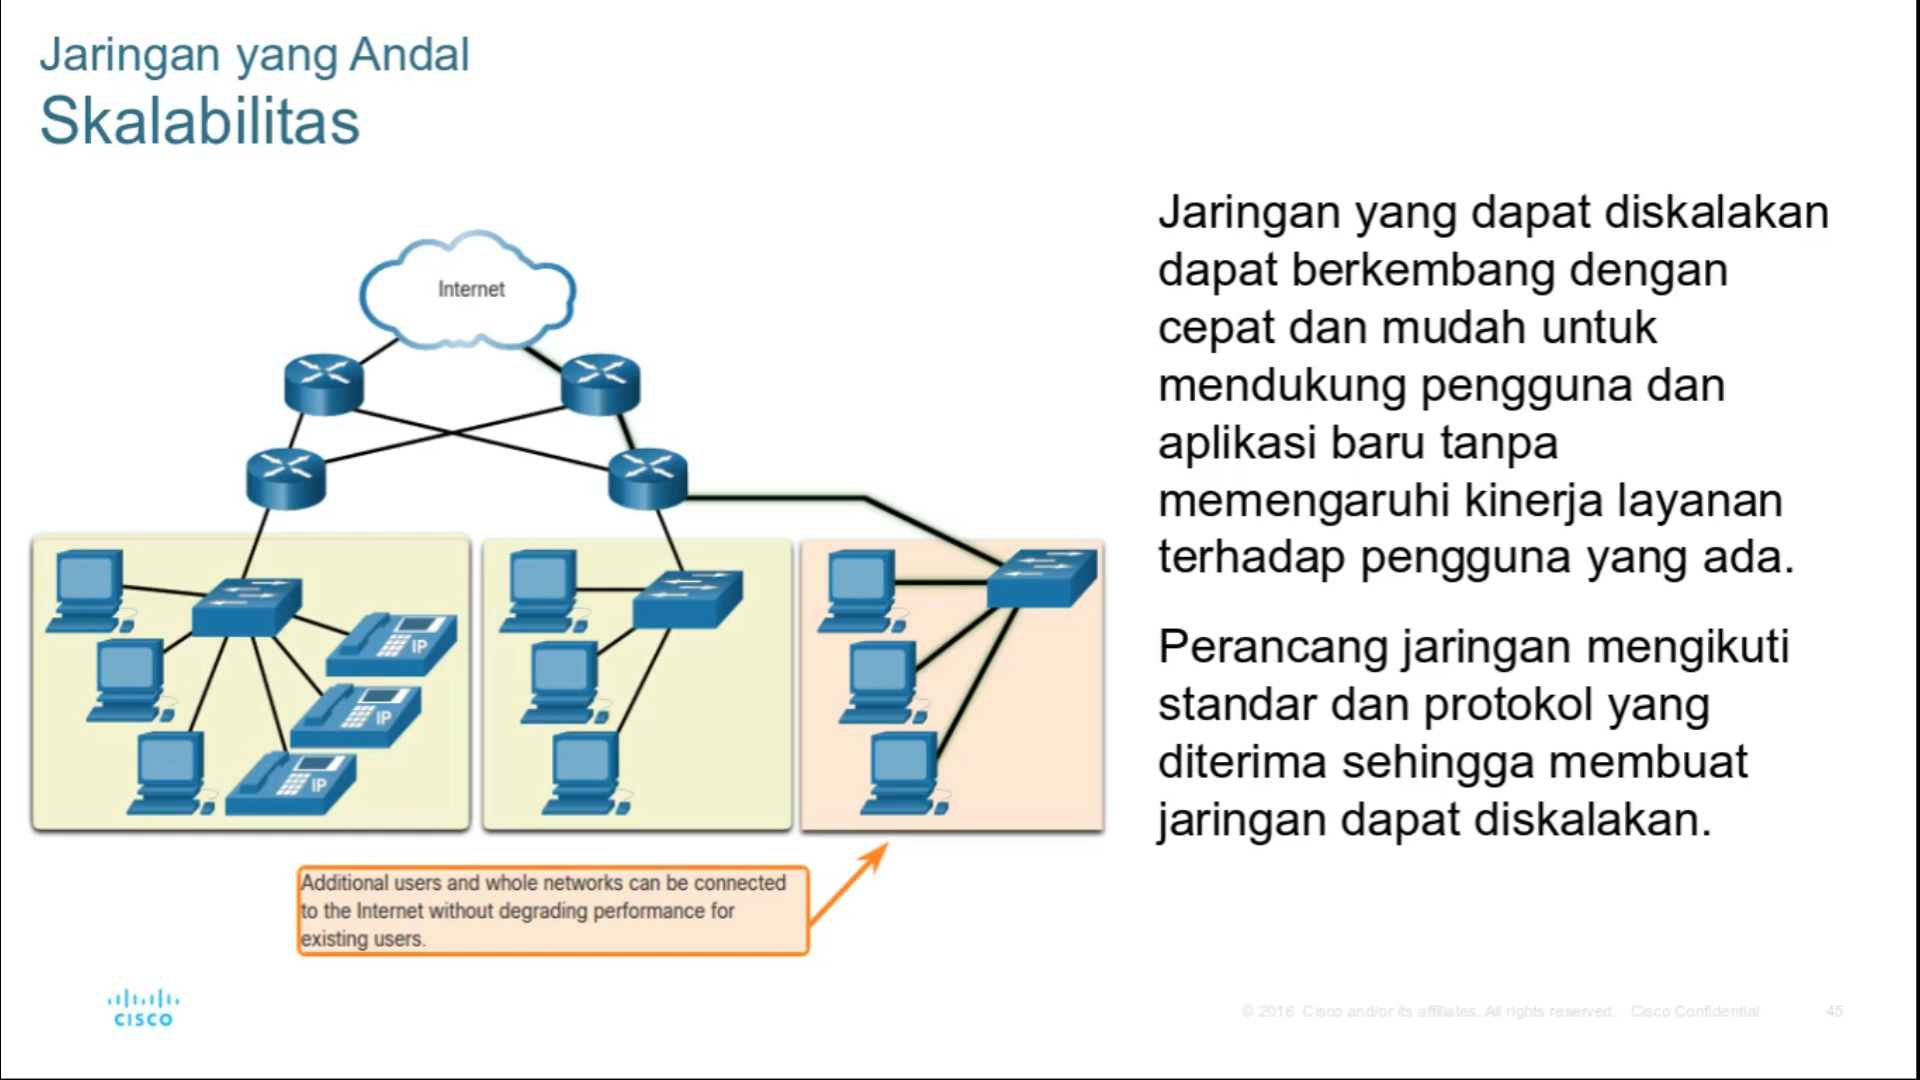 Jaringan yang Andal
Skalabilitas
Internet
IP
IP
IP
Additional users and whole networks can be connected
to the Internet without degrading performance for
existing users.
Jaringan yang dapat diskalakan
dapat berkembang dengan
cepat dan mudah untuk
mendukung pengguna dan
aplikasi baru tanpa
memengaruhi kinerja layanan
terhadap pengguna yang ada.
Perancang jaringan mengikuti
standar dan protokol yang
diterima sehingga membuat
jaringan dapat diskalakan.
CISCO
© 2016 Cisco and/or its affiliates. All rights reserved. Cisco Confidential
45